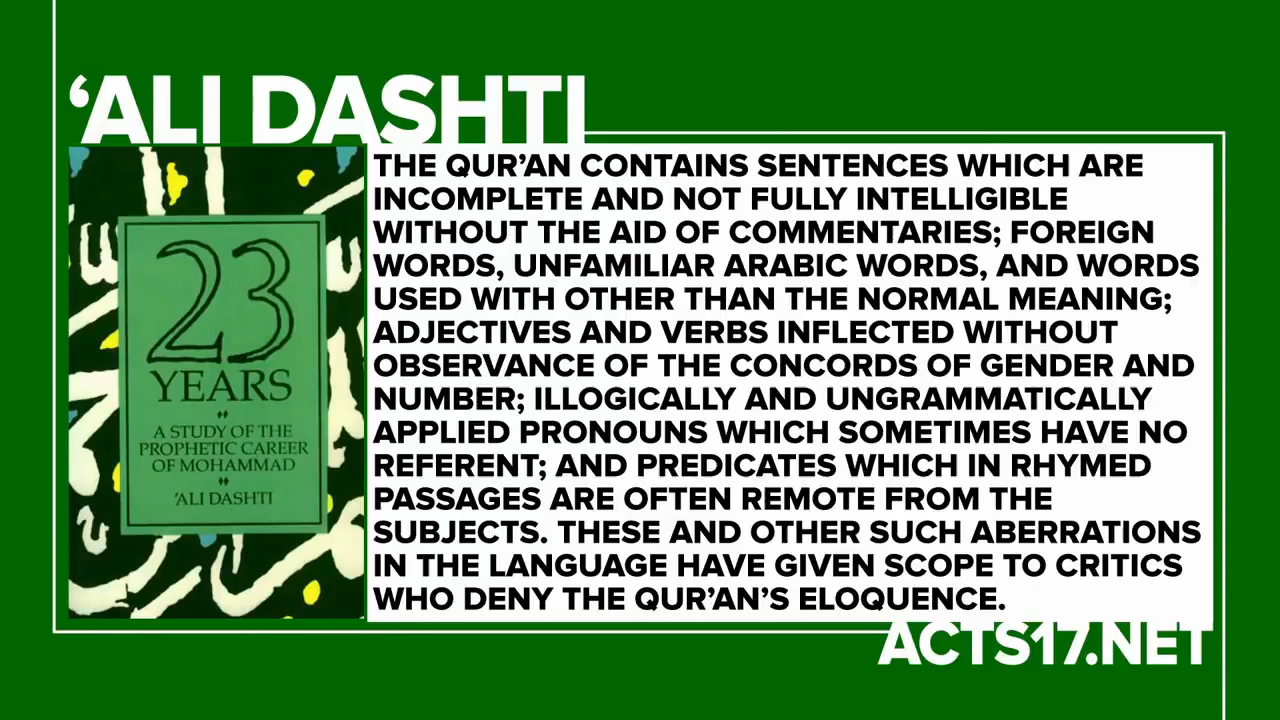 ‘ALI DASHTI
23
YEARS
A STUDY OF THE
PROPHETIC CAREER
OF MOHAMMAD
‘ALI DASHTI
THE QUR’AN CONTAINS SENTENCES WHICH ARE
INCOMPLETE AND NOT FULLY INTELLIGIBLE
WITHOUT THE AID OF COMMENTARIES; FOREIGN
WORDS, UNFAMILIAR ARABIC WORDS, AND WORDS
USED WITH OTHER THAN THE NORMAL MEANING;
ADJECTIVES AND VERBS INFLECTED WITHOUT
OBSERVANCE OF THE CONCORDS OF GENDER AND
NUMBER; ILLOGICALLY AND UNGRAMMATICALLY
APPLIED PRONOUNS WHICH SOMETIMES HAVE NO
REFERENT; AND PREDICATES WHICH IN RHYMED
PASSAGES ARE OFTEN REMOTE FROM THE
SUBJECTS. THESE AND OTHER SUCH ABERRATIONS
IN THE LANGUAGE HAVE GIVEN SCOPE TO CRITICS
WHO DENY THE QUR’AN’S ELOQUENCE.
ACTS17.NET